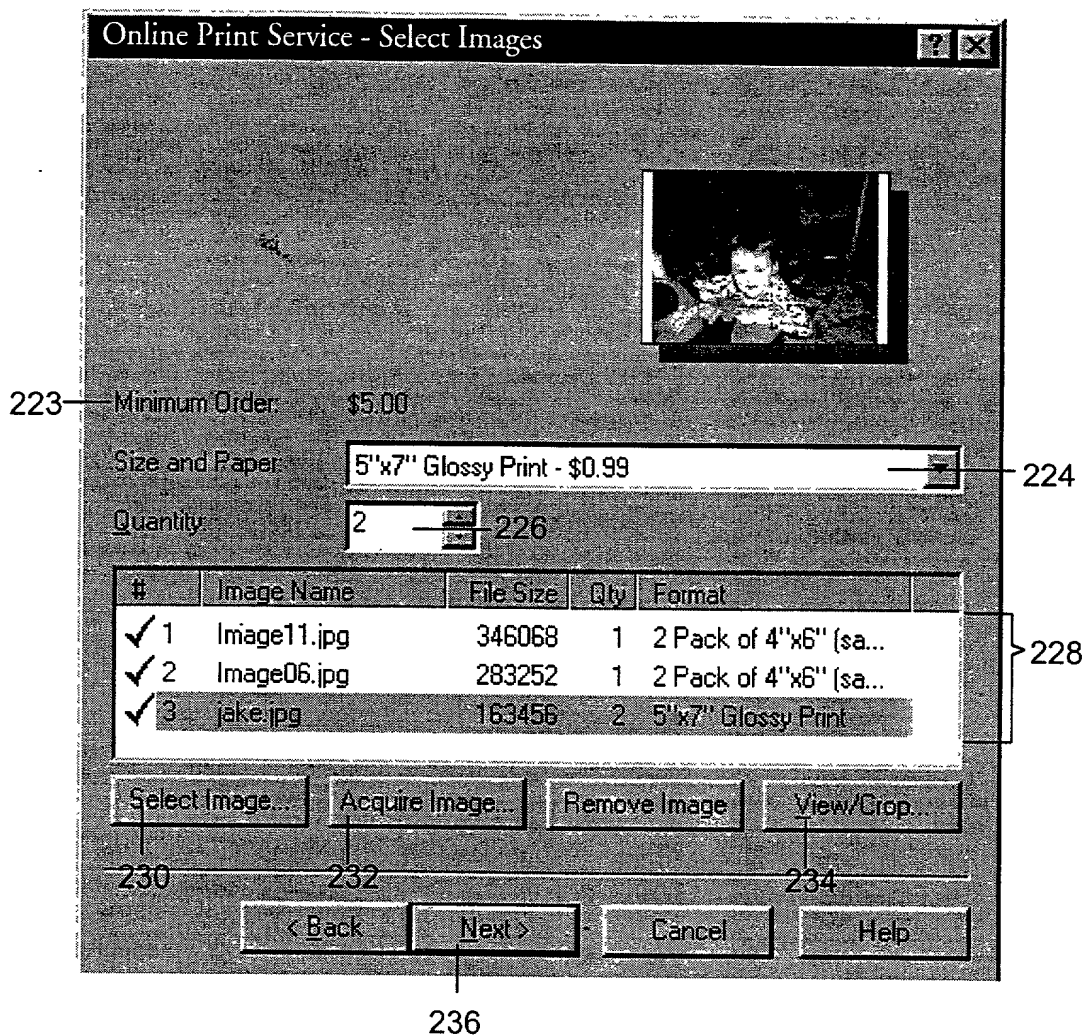 Online Print Service - Select Images ? ×
223 Minimum Order: $5.00
Size and Paper: 5"x7" Glossy Print - $0.99 224
Quantity: 2 226
# Image Name File Size Qty Format
1 Image11.jpg 346068 1 2 Pack of 4"x6" (sa...
2 Image06.jpg 283252 1 2 Pack of 4"x6" (sa...
3 jake.jpg 163456 2 5"x7" Glossy Print
228
Select Image... Acquire Image... Remove Image View/Crop...
230 232 234
< Back Next > Cancel Help
236